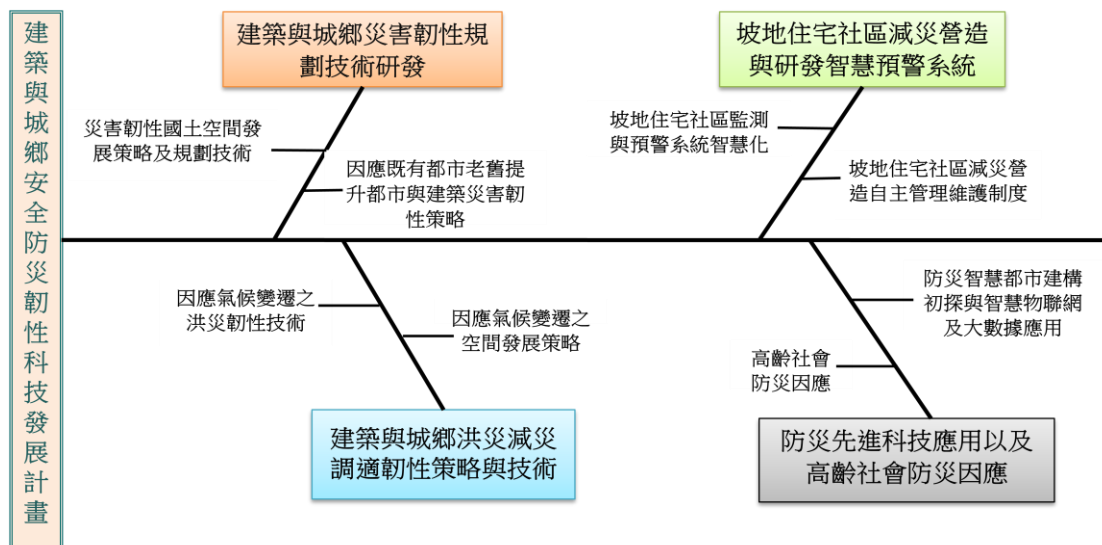 建築與城鄉安全防災韌性科技發展計畫
建築與城鄉災害韌性規
劃技術研發
坡地住宅社區減災營造
與研發智慧預警系統
災害韌性國土空間發
展策略及規劃技術
因應既有都市老舊提
升都市與建築災害韌
性策略
坡地住宅社區監測
與預警系統智慧化
坡地住宅社區減災營
造自主管理維護制度
因應氣候變遷之
洪災韌性技術
因應氣候變遷之
空間發展策略
防災智慧都市建構
初探與智慧物聯網
及大數據應用
高齡社會
防災因應
建築與城鄉洪災減災
調適韌性策略與技術
防災先進科技應用以及
高齡社會防災因應